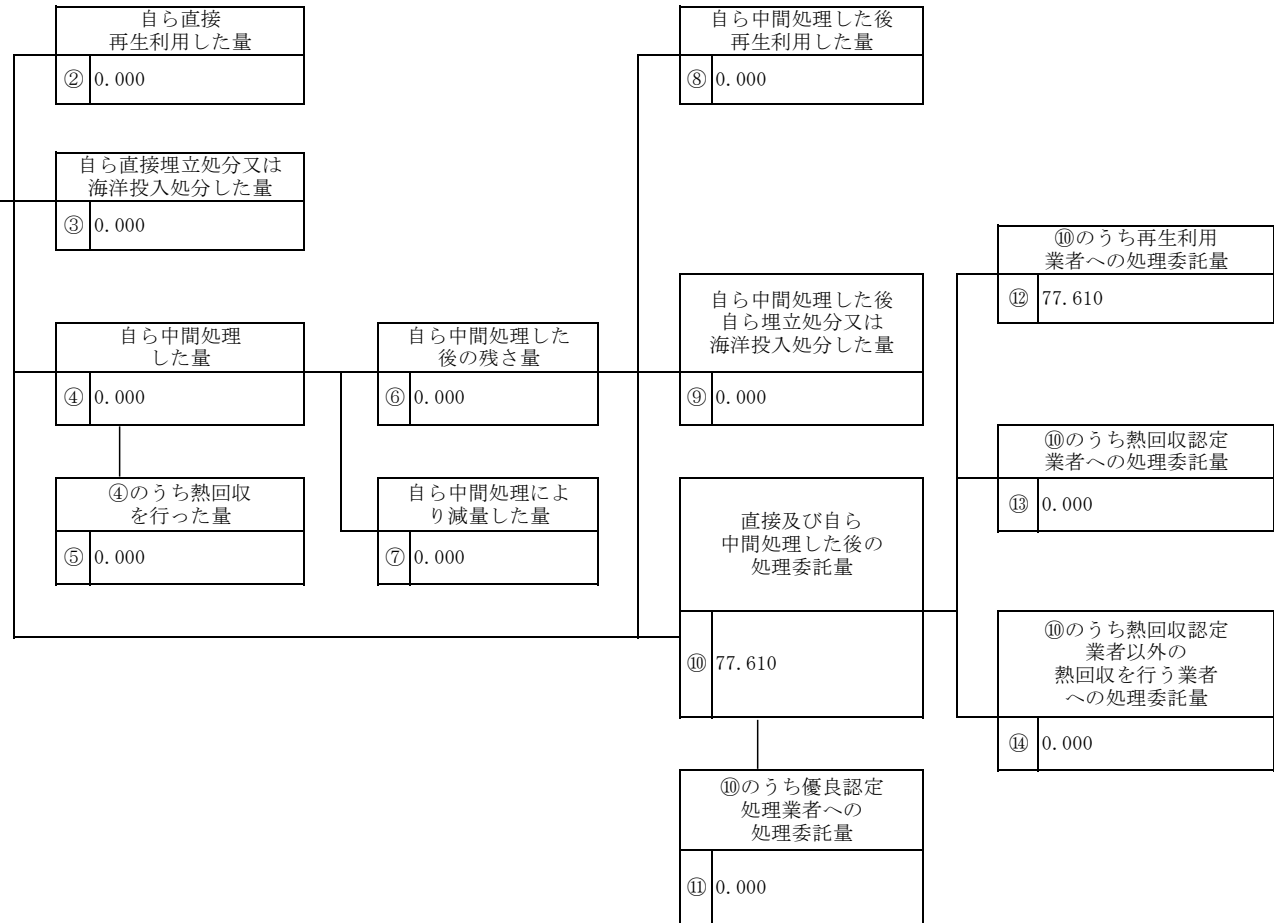 自ら直接
再生利用した量
② 0.000
自ら直接埋立処分又は
海洋投入処分した量
③ 0.000
自ら中間処理
した量
④ 0.000
④のうち熱回収
を行った量
⑤ 0.000
自ら中間処理した
後の残さ量
⑥ 0.000
自ら中間処理によ
り減量した量
⑦ 0.000
自ら中間処理した後
再生利用した量
⑧ 0.000
自ら中間処理した後
自ら埋立処分又は
海洋投入処分した量
⑨ 0.000
直接及び自ら
中間処理した後の
処理委託量
⑩ 77.610
⑩のうち優良認定
処理業者への
処理委託量
⑪ 0.000
⑩のうち再生利用
業者への処理委託量
⑫ 77.610
⑩のうち熱回収認定
業者への処理委託量
⑬ 0.000
⑩のうち熱回収認定
業者以外の
熱回収を行う業者
への処理委託量
⑭ 0.000